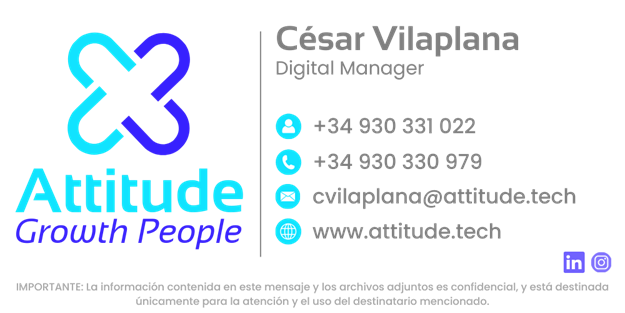 Attitude
Growth People
César Vilaplana
Digital Manager
+34 930 331 022
+34 930 330 979
cvilaplana@attitude.tech
www.attitude.tech
in
IMPORTANTE: La información contenida en este mensaje y los archivos adjuntos es confidencial, y está destinada
únicamente para la atención y el uso del destinatario mencionado.